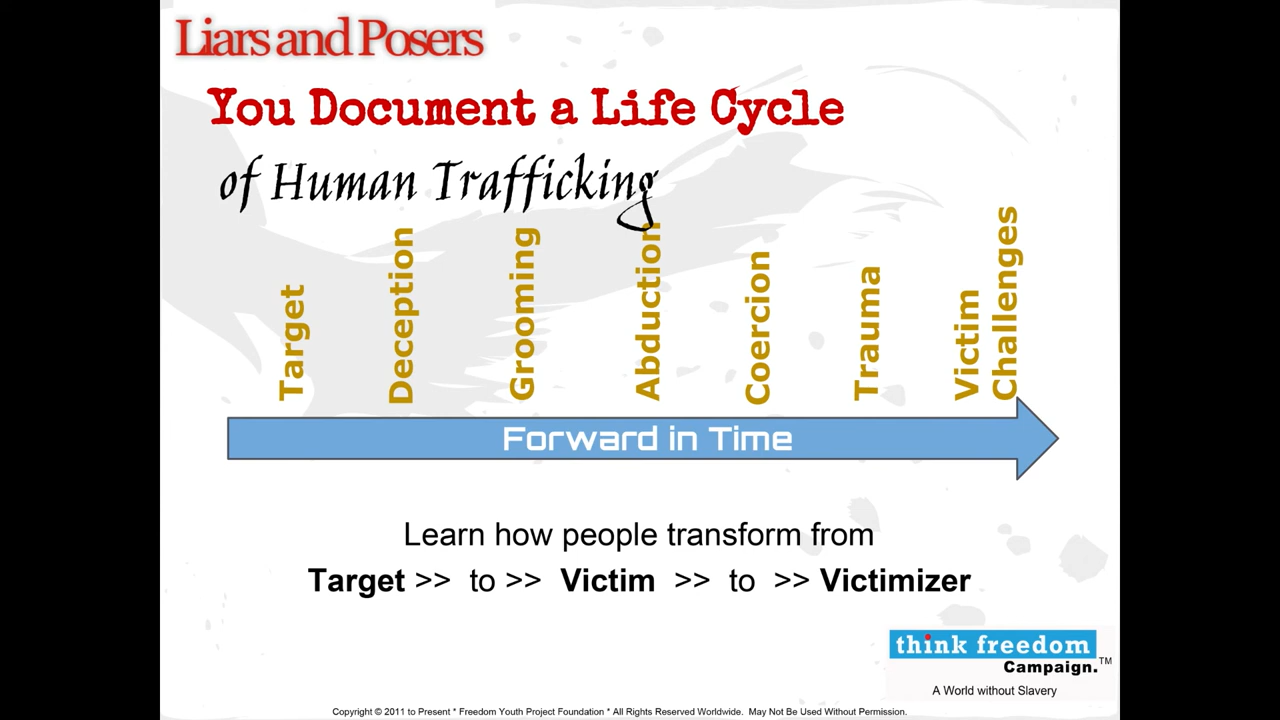 Liars and Posers
You Document a Life Cycle
of Human Trafficking
Target
Deception
Grooming
Abduction
Coercion
Trauma
Victim
Challenges
Forward in Time
Learn how people transform from
Target >> to >> Victim >> to >> Victimizer
think freedom
Campaign.™
A World without Slavery
Copyright © 2011 to Present * Freedom Youth Project Foundation * All Rights Reserved Worldwide. May Not Be Used Without Permission.